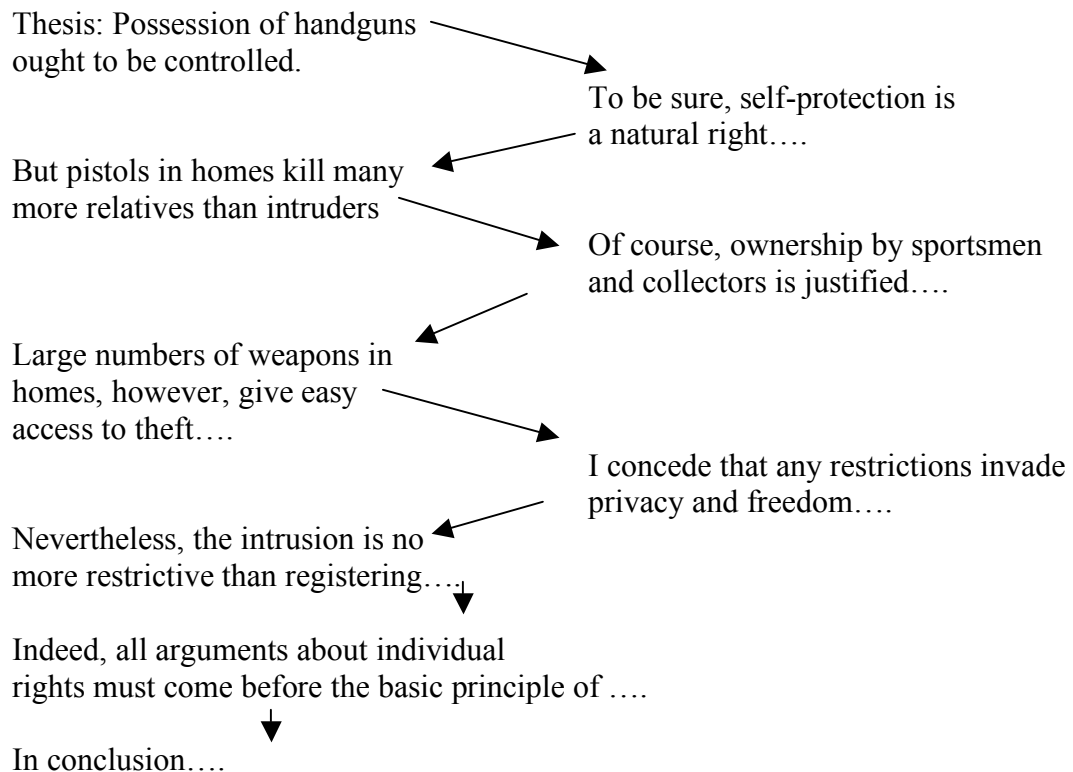 Thesis: Possession of handguns
ought to be controlled.
To be sure, self-protection is
a natural right….
But pistols in homes kill many
more relatives than intruders
Of course, ownership by sportsmen
and collectors is justified….
Large numbers of weapons in
homes, however, give easy
access to theft….
I concede that any restrictions invade
privacy and freedom….
Nevertheless, the intrusion is no
more restrictive than registering….
Indeed, all arguments about individual
rights must come before the basic principle of ….
In conclusion….